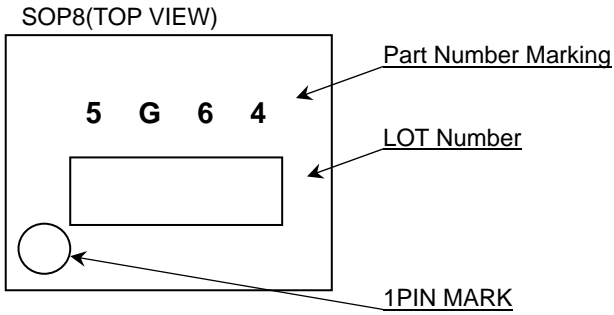 SOP8(TOP VIEW)
Part Number Marking
5 G 6 4
LOT Number
1PIN MARK